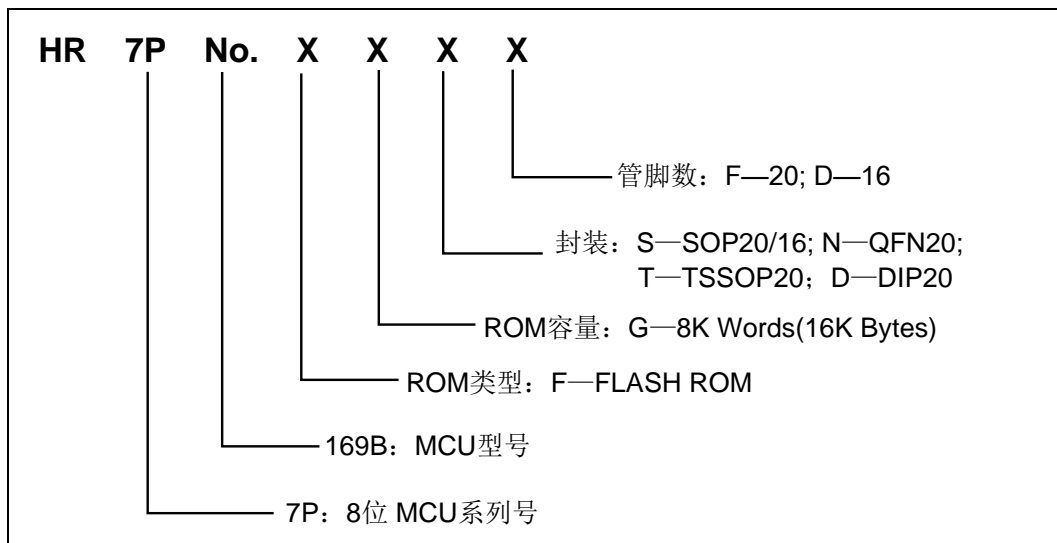 HR 7P No. X X X X
管脚数：F—20; D—16
封装：S—SOP20/16; N—QFN20;
T—TSSOP20；D—DIP20
ROM容量：G—8K Words(16K Bytes)
ROM类型：F—FLASH ROM
169B：MCU型号
7P：8位 MCU系列号